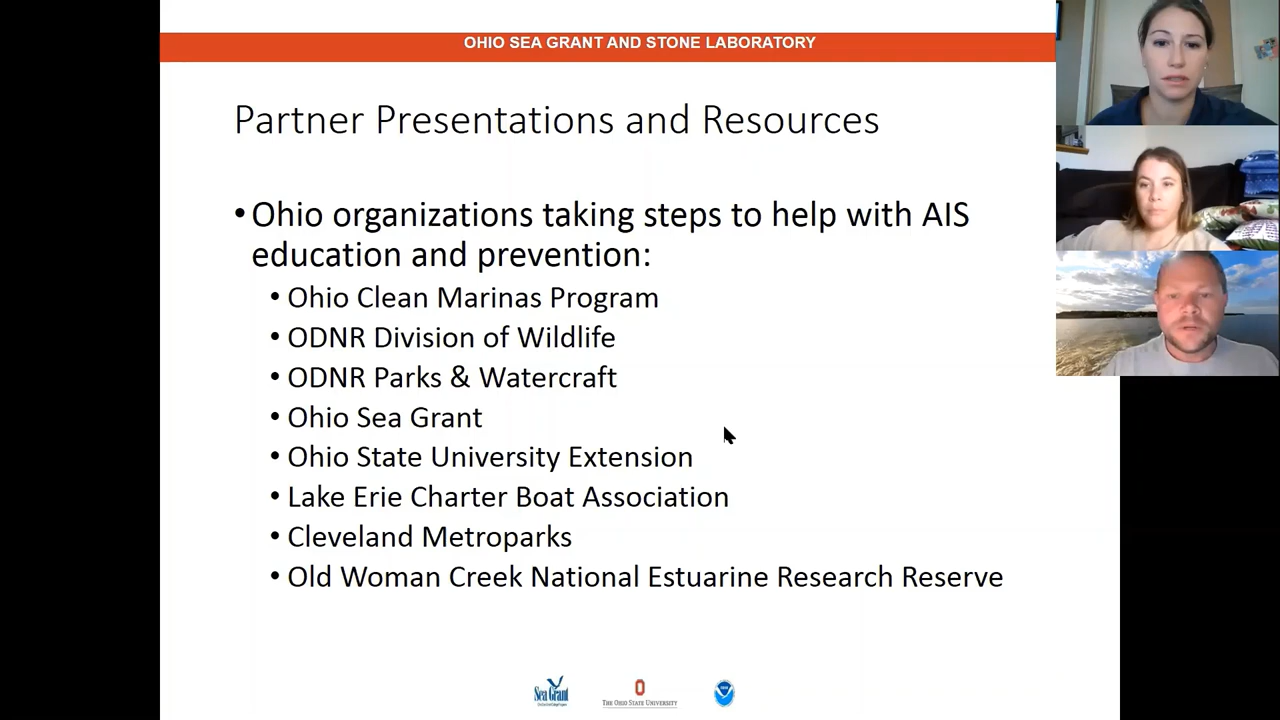 OHIO SEA GRANT AND STONE LABORATORY
Partner Presentations and Resources
• Ohio organizations taking steps to help with AIS
education and prevention:
• Ohio Clean Marinas Program
• ODNR Division of Wildlife
• ODNR Parks & Watercraft
• Ohio Sea Grant
• Ohio State University Extension
• Lake Erie Charter Boat Association
• Cleveland Metroparks
• Old Woman Creek National Estuarine Research Reserve
Sea Grant
THE OHIO STATE UNIVERSITY